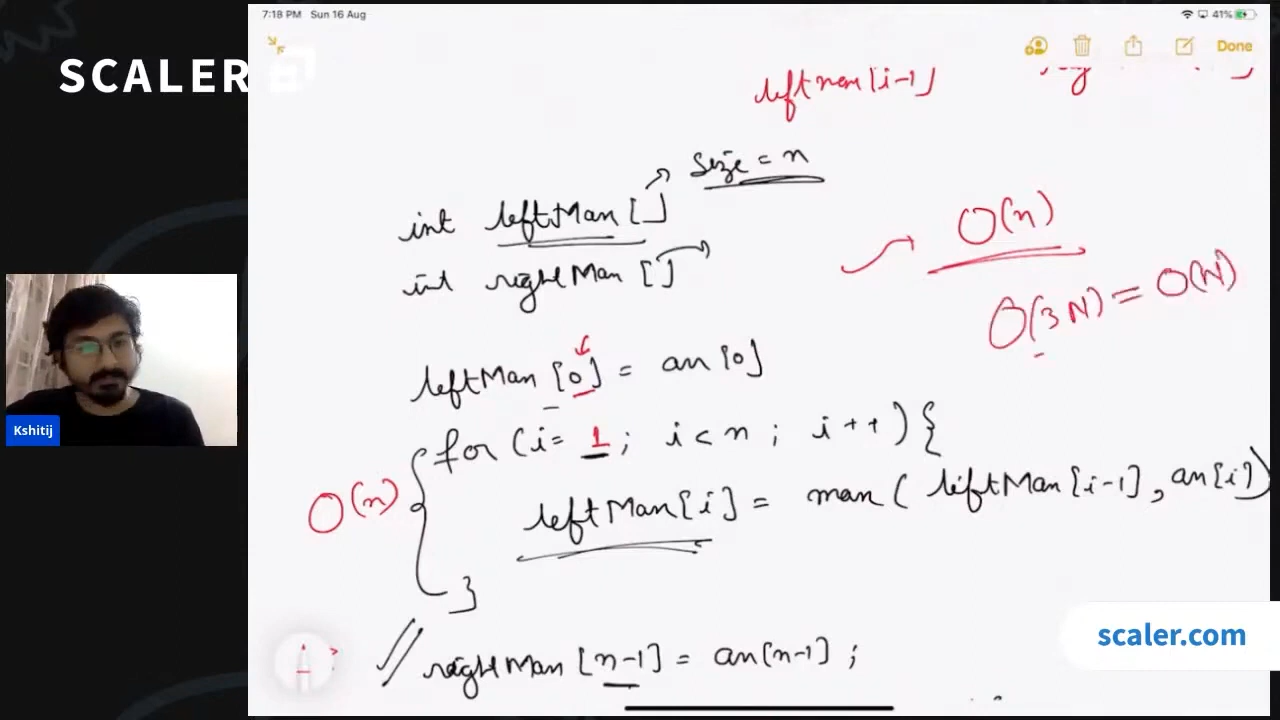 7:18 PM Sun 16 Aug
41%
Done
SCALER
leftMax[i-1]
Size = n
int leftMax[]
int rightMax[]
O(n)
O(3N) = O(N)
leftMax[0] = arr[0]
for (i= 1; i < n; i++) {
O(n)
leftMax[i] = max( leftMax[i-1], arr[i])
}
// rightMax[n-1] = arr[n-1];
Kshitij
scaler.com